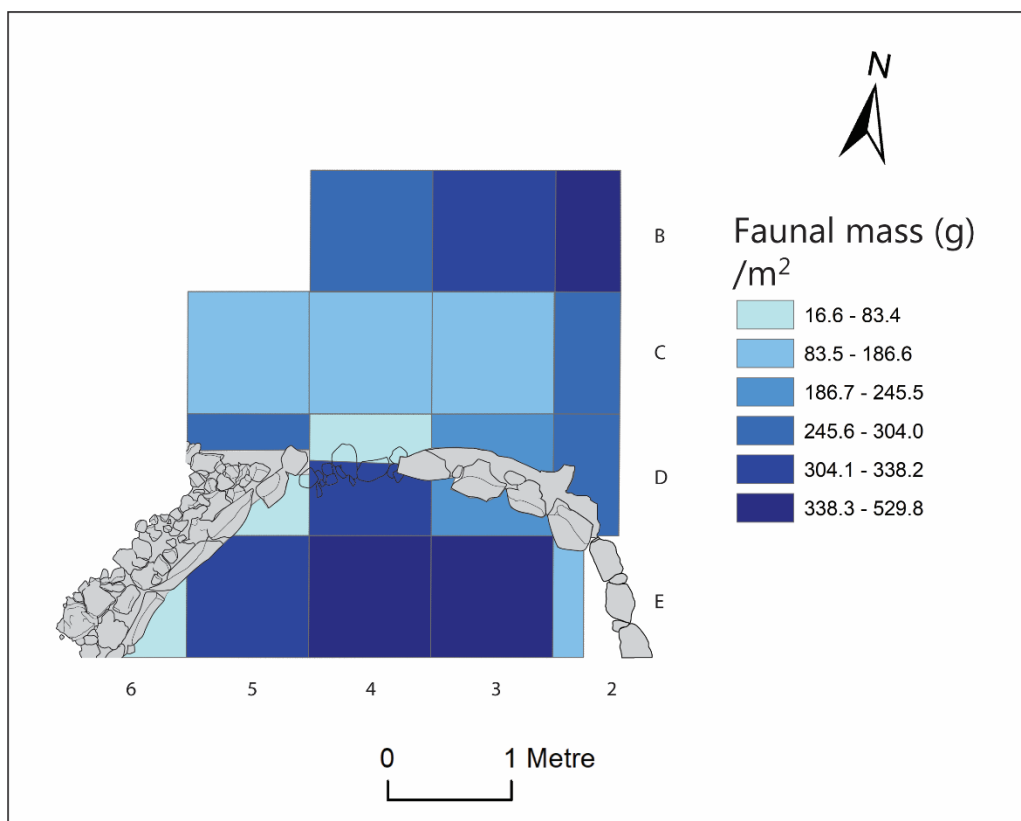 N
B
C
D
E
6 5 4 3 2
Faunal mass (g)
/m²
16.6 - 83.4
83.5 - 186.6
186.7 - 245.5
245.6 - 304.0
304.1 - 338.2
338.3 - 529.8
0 1 Metre